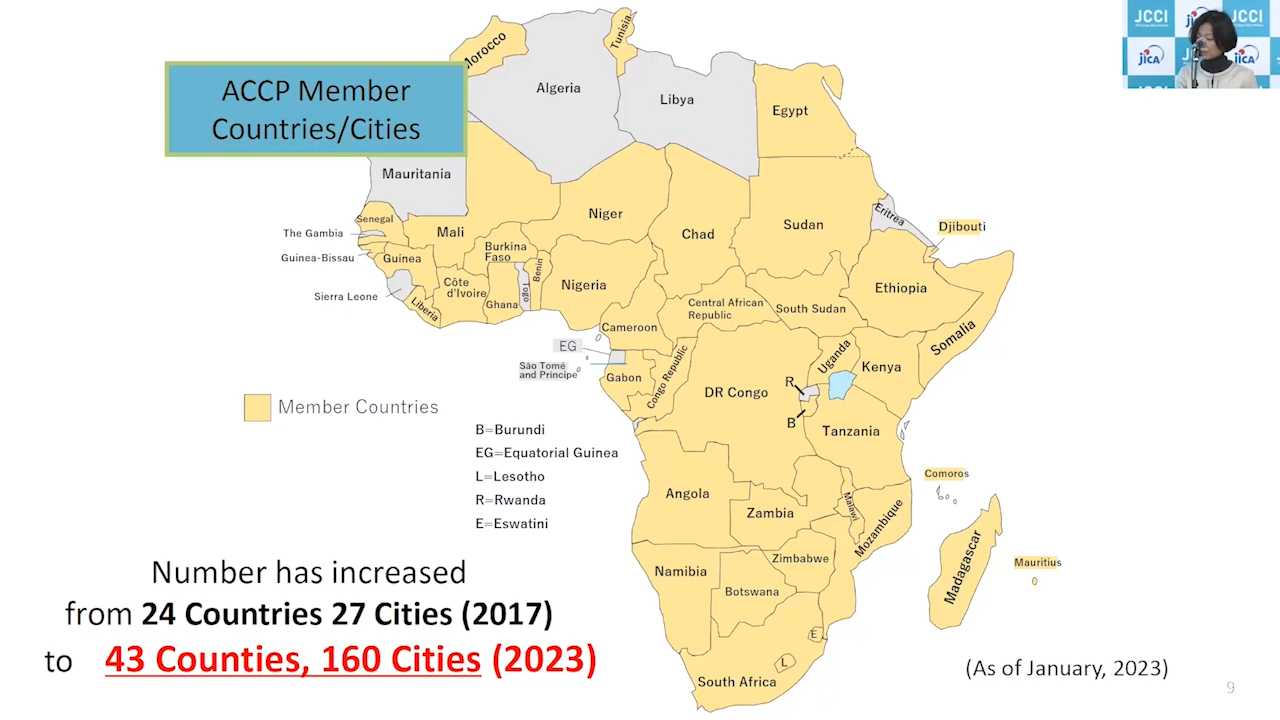 ACCP Member
Countries/Cities
Morocco
Tunisia
Algeria
Libya
Egypt
Mauritania
Senegal
The Gambia
Guinea-Bissau
Guinea
Sierra Leone
Liberia
Mali
Burkina
Faso
Côte
d'Ivoire
Ghana
Togo
Benin
Niger
Nigeria
Chad
Sudan
Eritrea
Djibouti
Ethiopia
Somalia
Central African
Republic
South Sudan
Cameroon
EG
São Tomé
and Príncipe
Gabon
Congo Republic
DR Congo
Uganda
Kenya
R
B
Tanzania
Comoros
Angola
Zambia
Malawi
Mozambique
Madagascar
Mauritius
Zimbabwe
Namibia
Botswana
E
L
South Africa
Member Countries
B=Burundi
EG=Equatorial Guinea
L=Lesotho
R=Rwanda
E=Eswatini
Number has increased
from 24 Countries 27 Cities (2017)
to 43 Counties, 160 Cities (2023)
(As of January, 2023)
9
JCCI
JCCI
jICA
jICA
JCCI